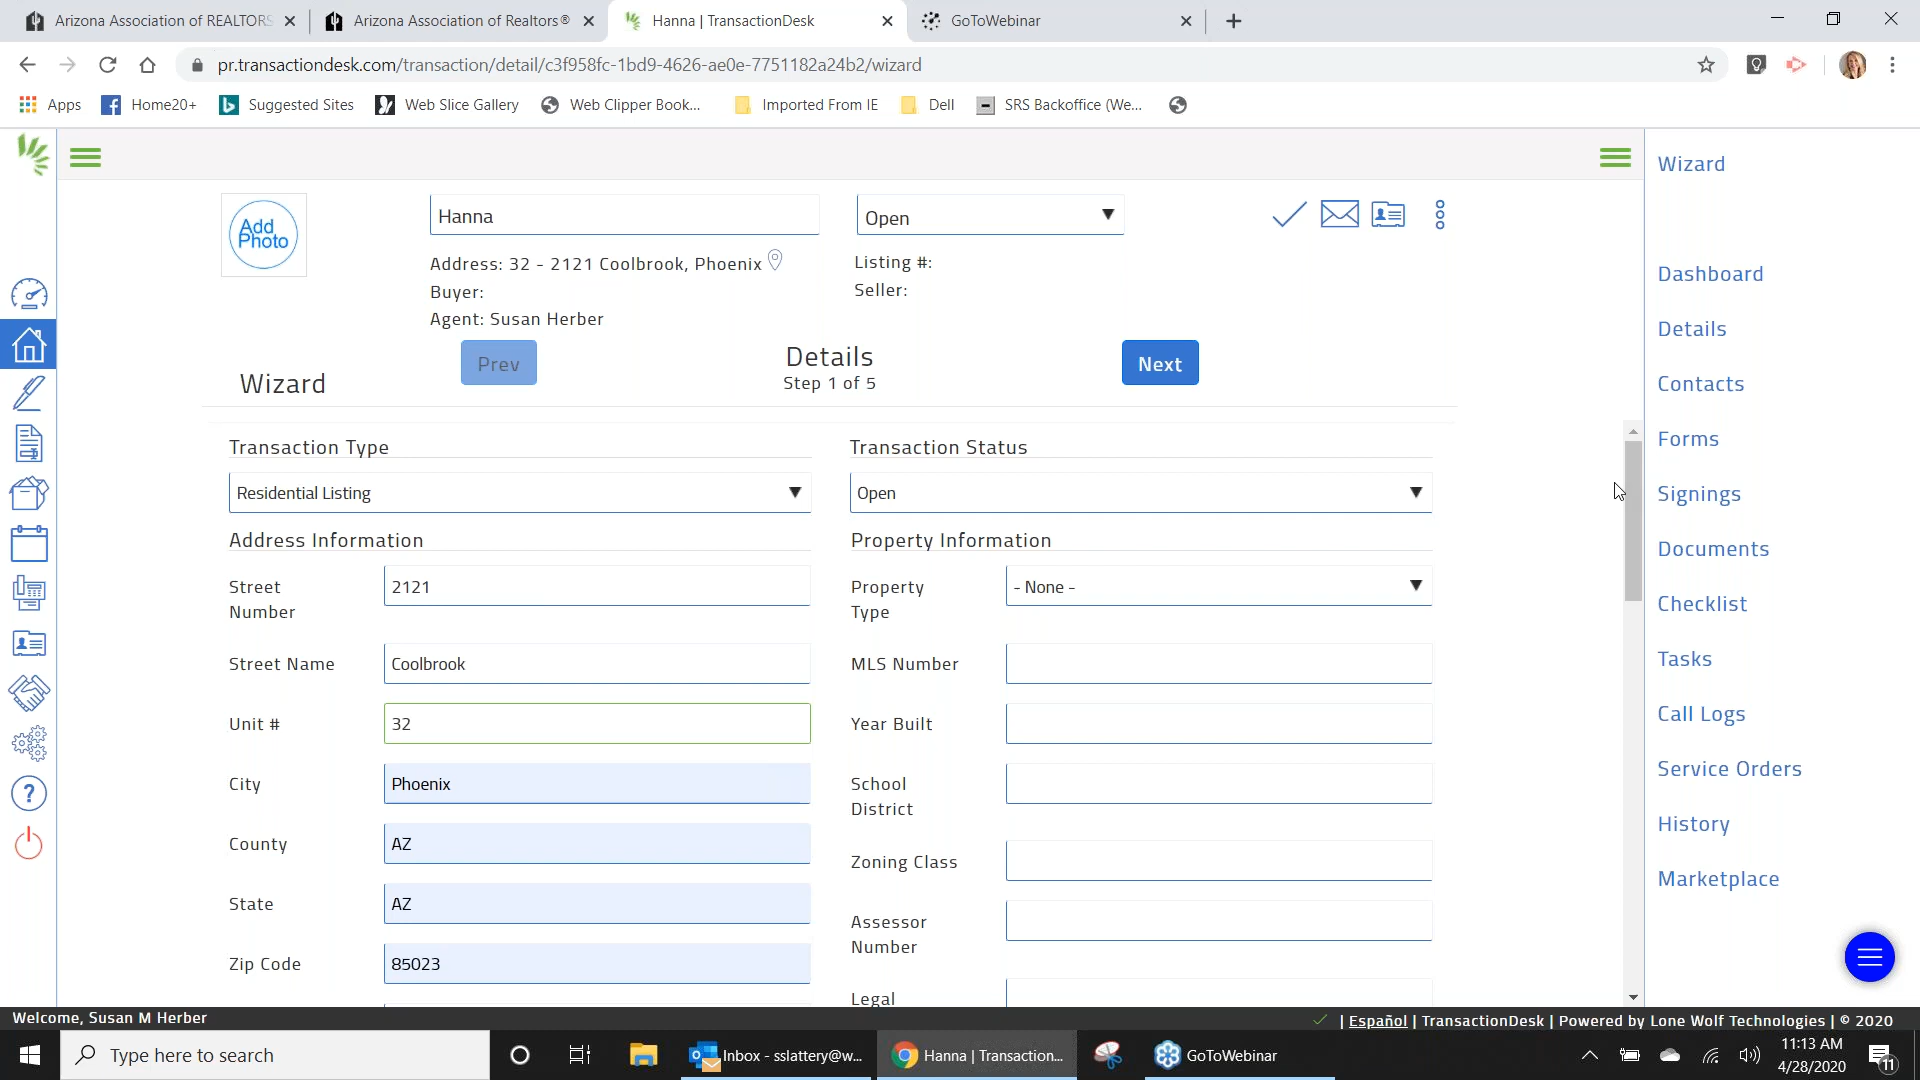 Arizona Association of REALTORS
Arizona Association of Realtors®
Hanna | TransactionDesk
GoToWebinar
pr.transactiondesk.com/transaction/detail/c3f958fc-1bd9-4626-ae0e-7751182a24b2/wizard
Apps
Home20+
Suggested Sites
Web Slice Gallery
Web Clipper Book...
Imported From IE
Dell
SRS Backoffice (We...
Add
Photo
Hanna
Open
Address: 32 - 2121 Coolbrook, Phoenix
Buyer:
Agent: Susan Herber
Listing #:
Seller:
Wizard
Prev
Details
Step 1 of 5
Next
Transaction Type
Residential Listing
Transaction Status
Open
Address Information
Street
Number
2121
Street Name
Coolbrook
Unit #
32
City
Phoenix
County
AZ
State
AZ
Zip Code
85023
Property Information
Property
Type
- None -
MLS Number
Year Built
School
District
Zoning Class
Assessor
Number
Legal
Wizard
Dashboard
Details
Contacts
Forms
Signings
Documents
Checklist
Tasks
Call Logs
Service Orders
History
Marketplace
Welcome, Susan M Herber
| Español | TransactionDesk | Powered by Lone Wolf Technologies | © 2020
Type here to search
Inbox - sslattery@w...
Hanna | Transaction...
GoToWebinar
11:13 AM
4/28/2020
11